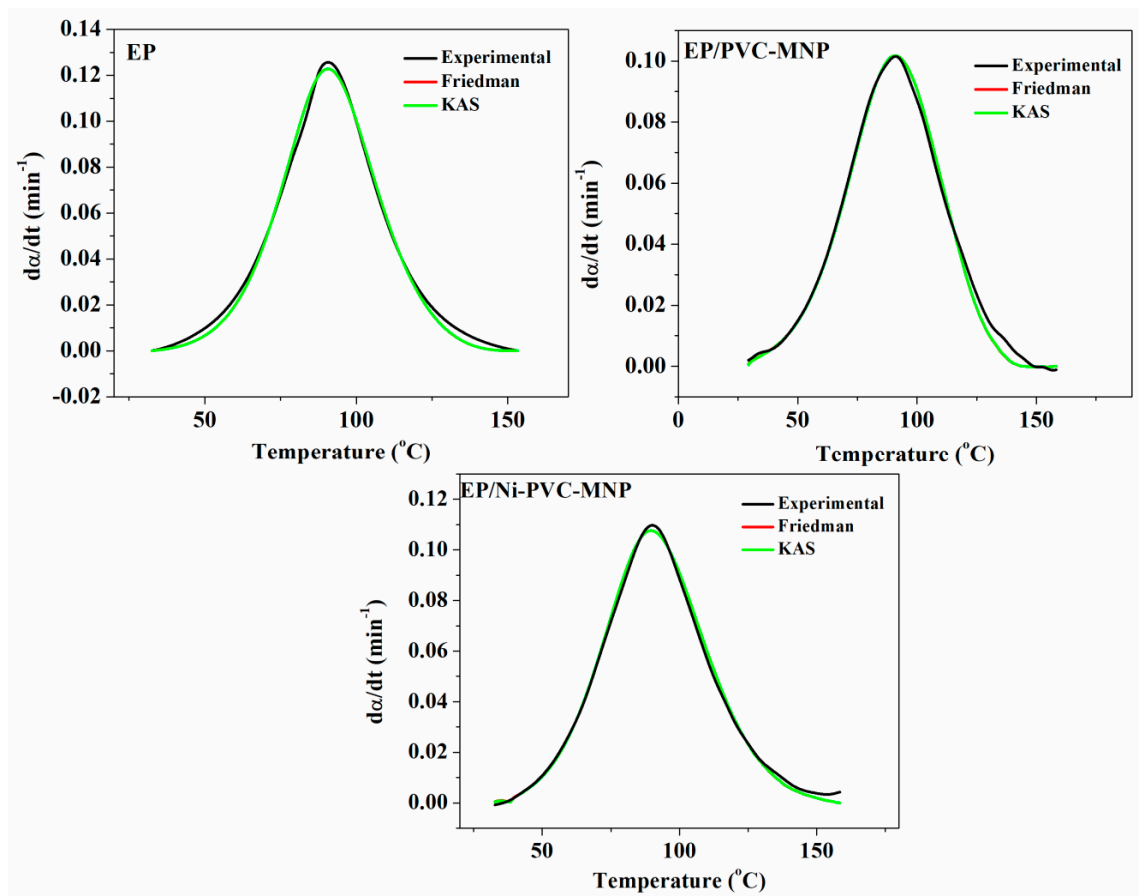 EP
Experimental
Friedman
KAS
0.14
0.12
0.10
0.08
0.06
0.04
0.02
0.00
-0.02
dα/dt (min⁻¹)
50
100
150
Temperature (°C)
EP/PVC-MNP
Experimental
Friedman
KAS
0.10
0.08
0.06
0.04
0.02
0.00
dα/dt (min⁻¹)
0
50
100
150
Temperature (°C)
EP/Ni-PVC-MNP
Experimental
Friedman
KAS
0.12
0.10
0.08
0.06
0.04
0.02
0.00
dα/dt (min⁻¹)
50
100
150
Temperature (°C)